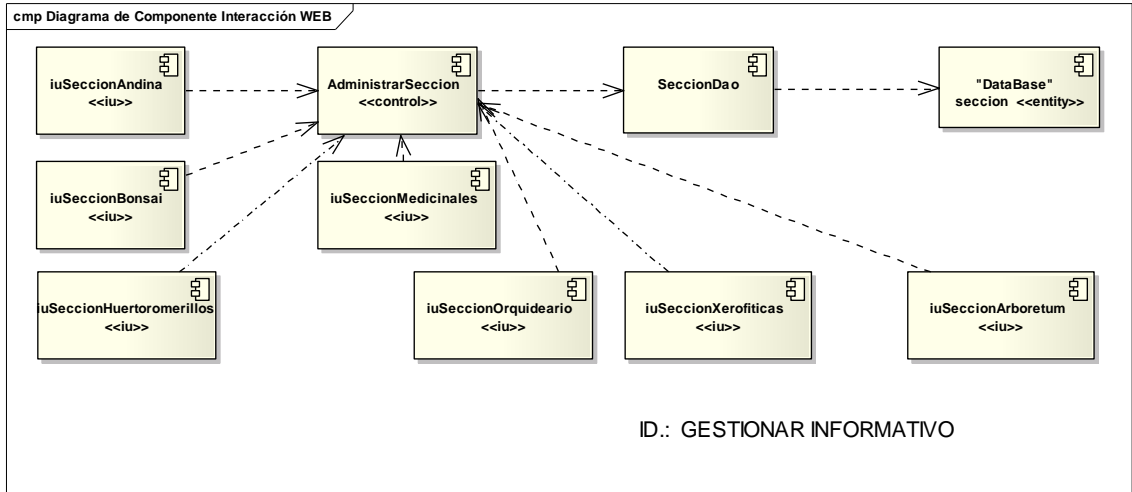 cmp Diagrama de Componente Interacción WEB
iuSeccionAndina
<<iu>>
AdministrarSeccion
<<control>>
SeccionDao
"DataBase"
seccion <<entity>>
iuSeccionBonsai
<<iu>>
iuSeccionMedicinales
<<iu>>
iuSeccionHuertoromerillos
<<iu>>
iuSeccionOrquideario
<<iu>>
iuSeccionXerofiticas
<<iu>>
iuSeccionArboretum
<<iu>>
ID.: GESTIONAR INFORMATIVO